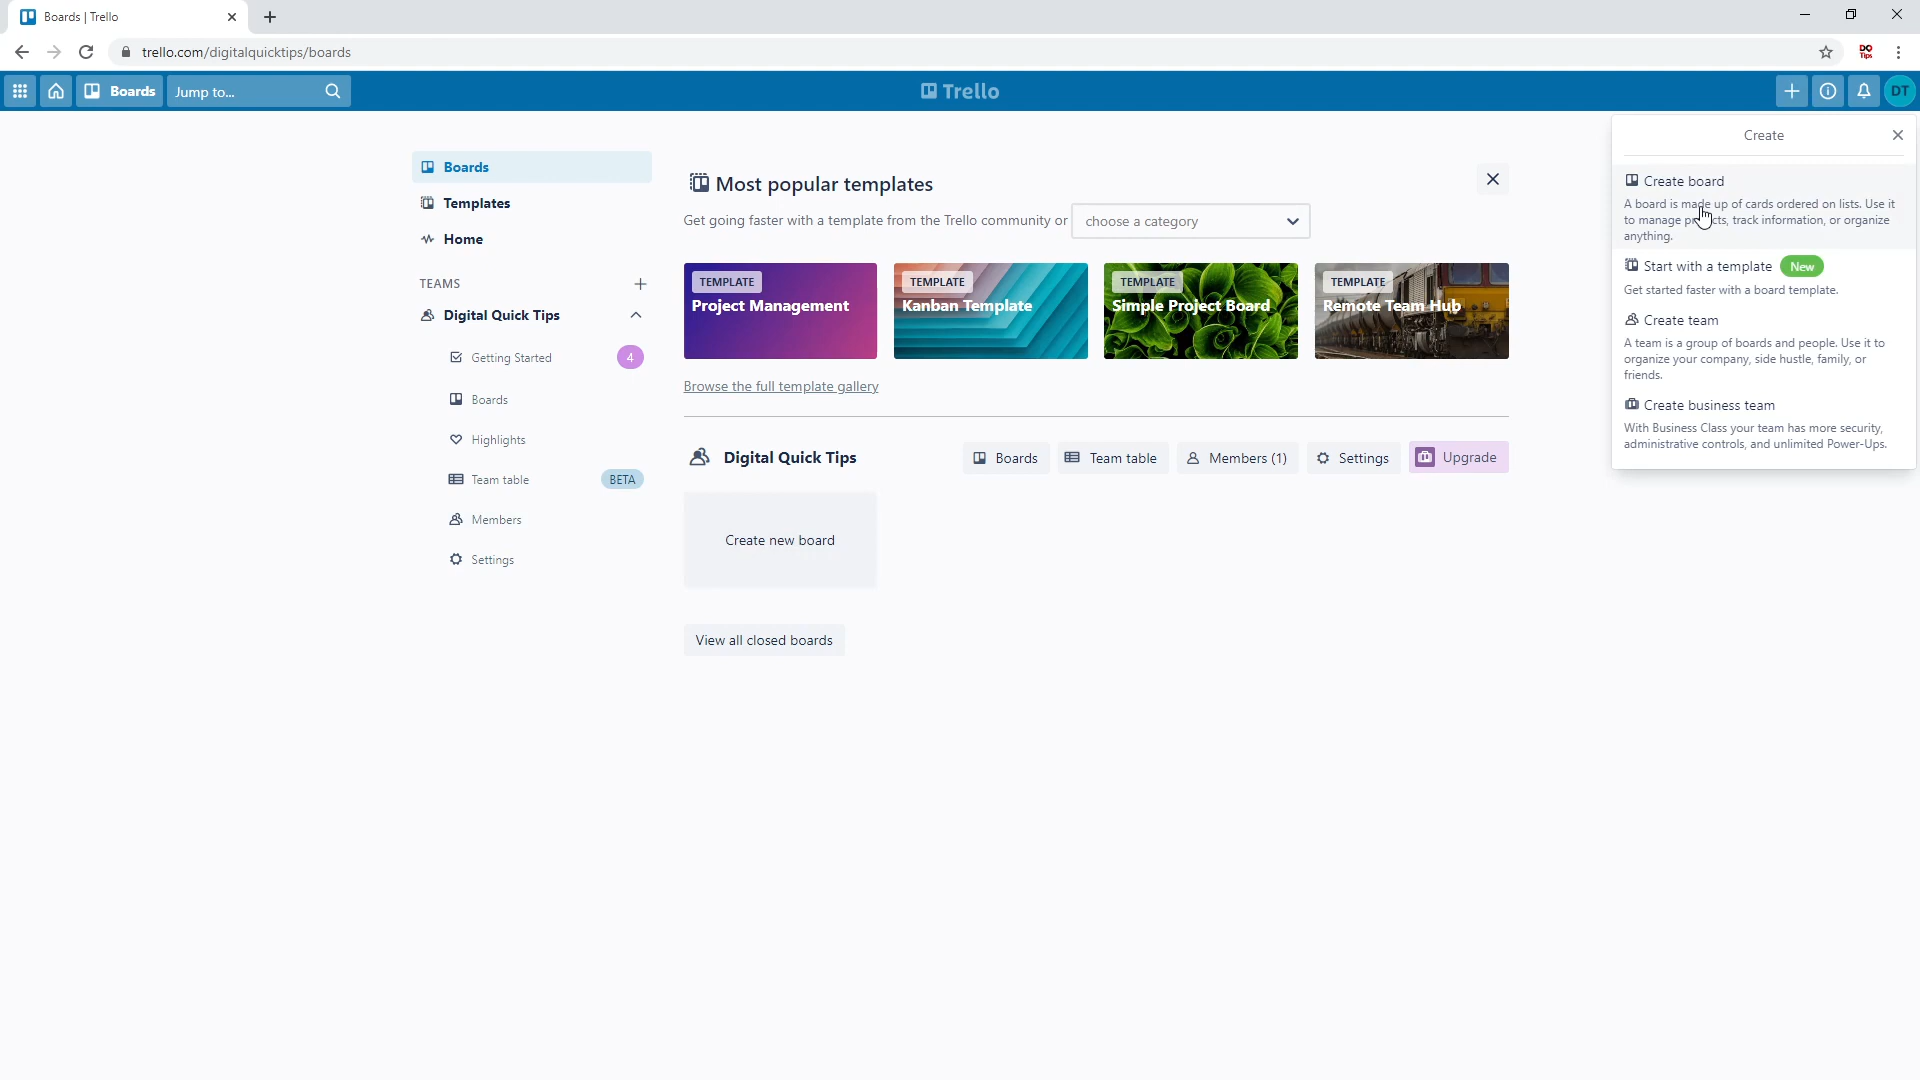 Boards | Trello
trello.com/digitalquicktips/boards
DQ
Tips
Boards
Jump to...
Trello
DT
Create
Create board
A board is made up of cards ordered on lists. Use it
to manage cts, track information, or organize
anything.
Start with a template New
Get started faster with a board template.
Create team
A team is a group of boards and people. Use it to
organize your company, side hustle, family, or
friends.
Create business team
With Business Class your team has more security,
administrative controls, and unlimited Power-Ups.
Boards
Templates
Home
TEAMS
Digital Quick Tips
Getting Started 4
Boards
Highlights
Team table BETA
Members
Settings
Most popular templates
Get going faster with a template from the Trello community or choose a category
TEMPLATE
Project Management
TEMPLATE
Kanban Template
TEMPLATE
Simple Project Board
TEMPLATE
Remote Team Hub
Browse the full template gallery
Digital Quick Tips Boards Team table Members (1) Settings Upgrade
Create new board
View all closed boards